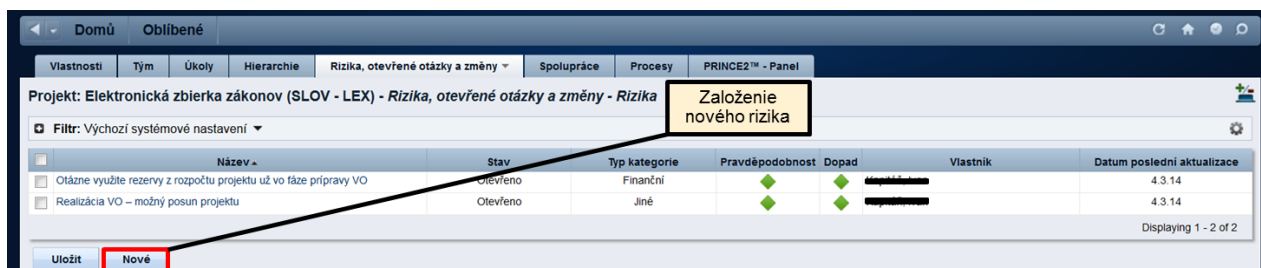 Domů Oblíbené
Vlastnosti Tým Úkoly Hierarchie Rizika, otevřené otázky a změny Spolupráce Procesy PRINCE2™ - Panel
Projekt: Elektronická zbierka zákonov (SLOV - LEX) - Rizika, otevřené otázky a změny - Rizika
Založenie
nového rizika
Filtr: Výchozí systémové nastavení
Název Stav Typ kategorie Pravděpodobnost Dopad Vlastník Datum poslední aktualizace
Otázne využite rezervy z rozpočtu projektu už vo fáze prípravy VO Otevřeno Finanční 4.3.14
Realizácia VO – možný posun projektu Otevřeno Jiné 4.3.14
Displaying 1 - 2 of 2
Uložit Nové